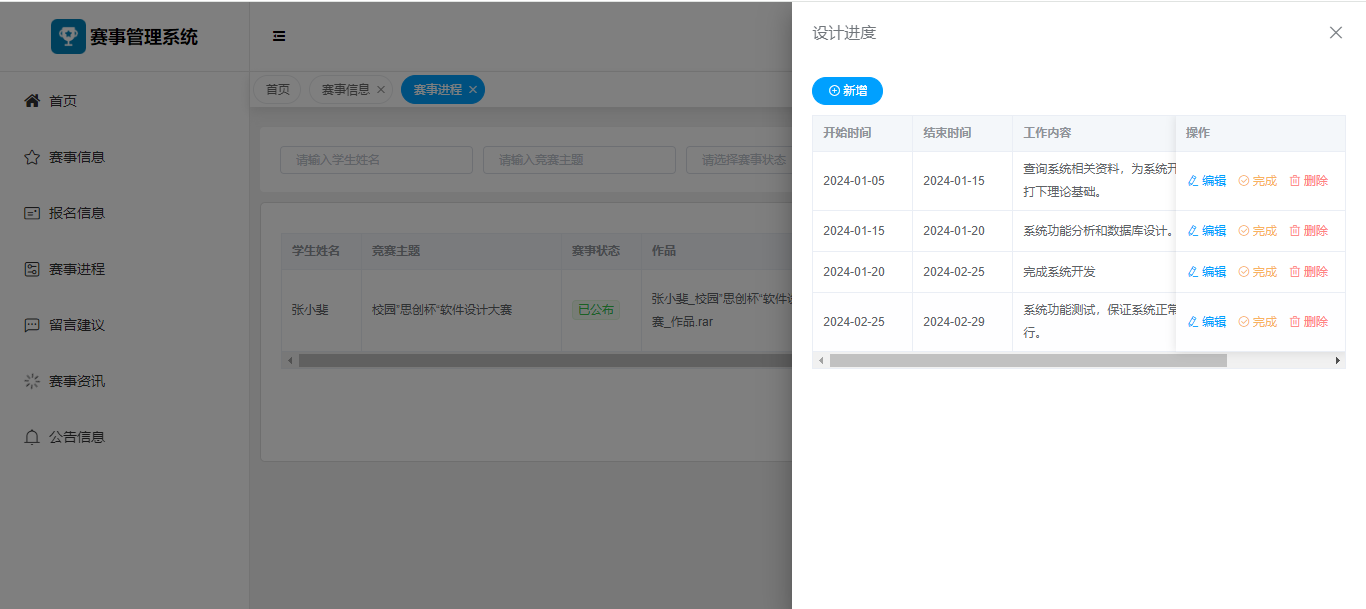 赛事管理系统
首页
赛事信息
报名信息
赛事进程
留言建议
赛事资讯
公告信息
首页 赛事信息 赛事进程
请输入学生姓名 请输入竞赛主题 请选择赛事状态
学生姓名 竞赛主题 赛事状态 作品
张小斐 校园"思创杯"软件设计大赛 已公布 张小斐_校园"思创杯"软件设
赛_作品.rar
设计进度
新增
开始时间 结束时间 工作内容 操作
2024-01-05 2024-01-15 查询系统相关资料，为系统开
打下理论基础。
编辑 完成 删除
2024-01-15 2024-01-20 系统功能分析和数据库设计。 编辑 完成 删除
2024-01-20 2024-02-25 完成系统开发 编辑 完成 删除
2024-02-25 2024-02-29 系统功能测试，保证系统正常
行。
编辑 完成 删除